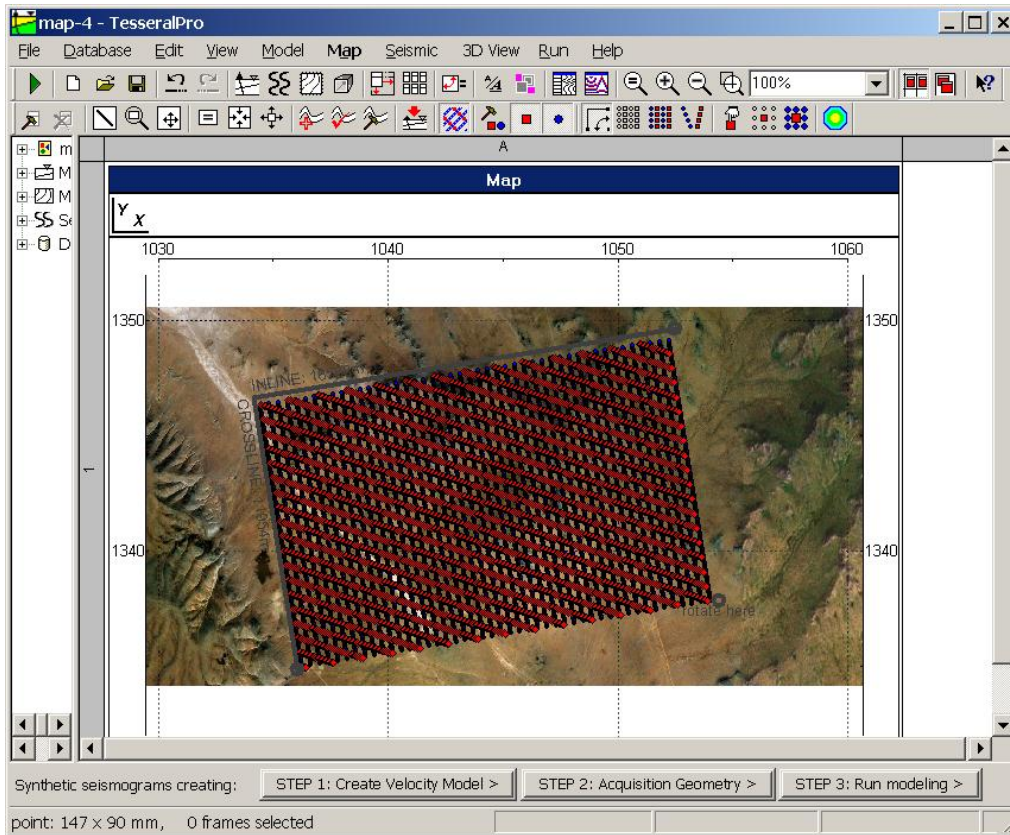 map-4 - TesseralPro
File Database Edit View Model Map Seismic 3D View Run Help
100%
A
m
M
M
Se
D
Map
Y X
1030 1040 1050 1060
1350 1350
INLINE:
CROSSLINE:
1
1340 1340
rotate here
Synthetic seismograms creating: STEP 1: Create Velocity Model > STEP 2: Acquisition Geometry > STEP 3: Run modeling >
point: 147 x 90 mm, 0 frames selected